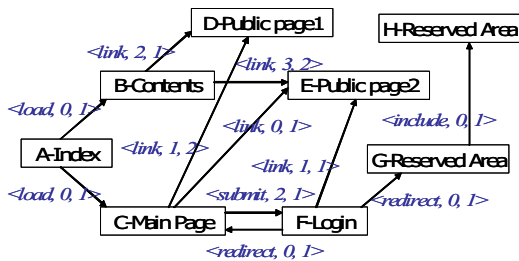 D-Public page1
H-Reserved Area
<link, 2, 1>
<link, 3, 2>
B-Contents
E-Public page2
<load, 0, 1>
<link, 0, 1>
<include, 0, 1>
A-Index
<link, 1, 2>
<link, 1, 1>
G-Reserved Area
<load, 0, 1>
<submit, 2, 1>
<redirect, 0, 1>
C-Main Page
F-Login
<redirect, 0, 1>